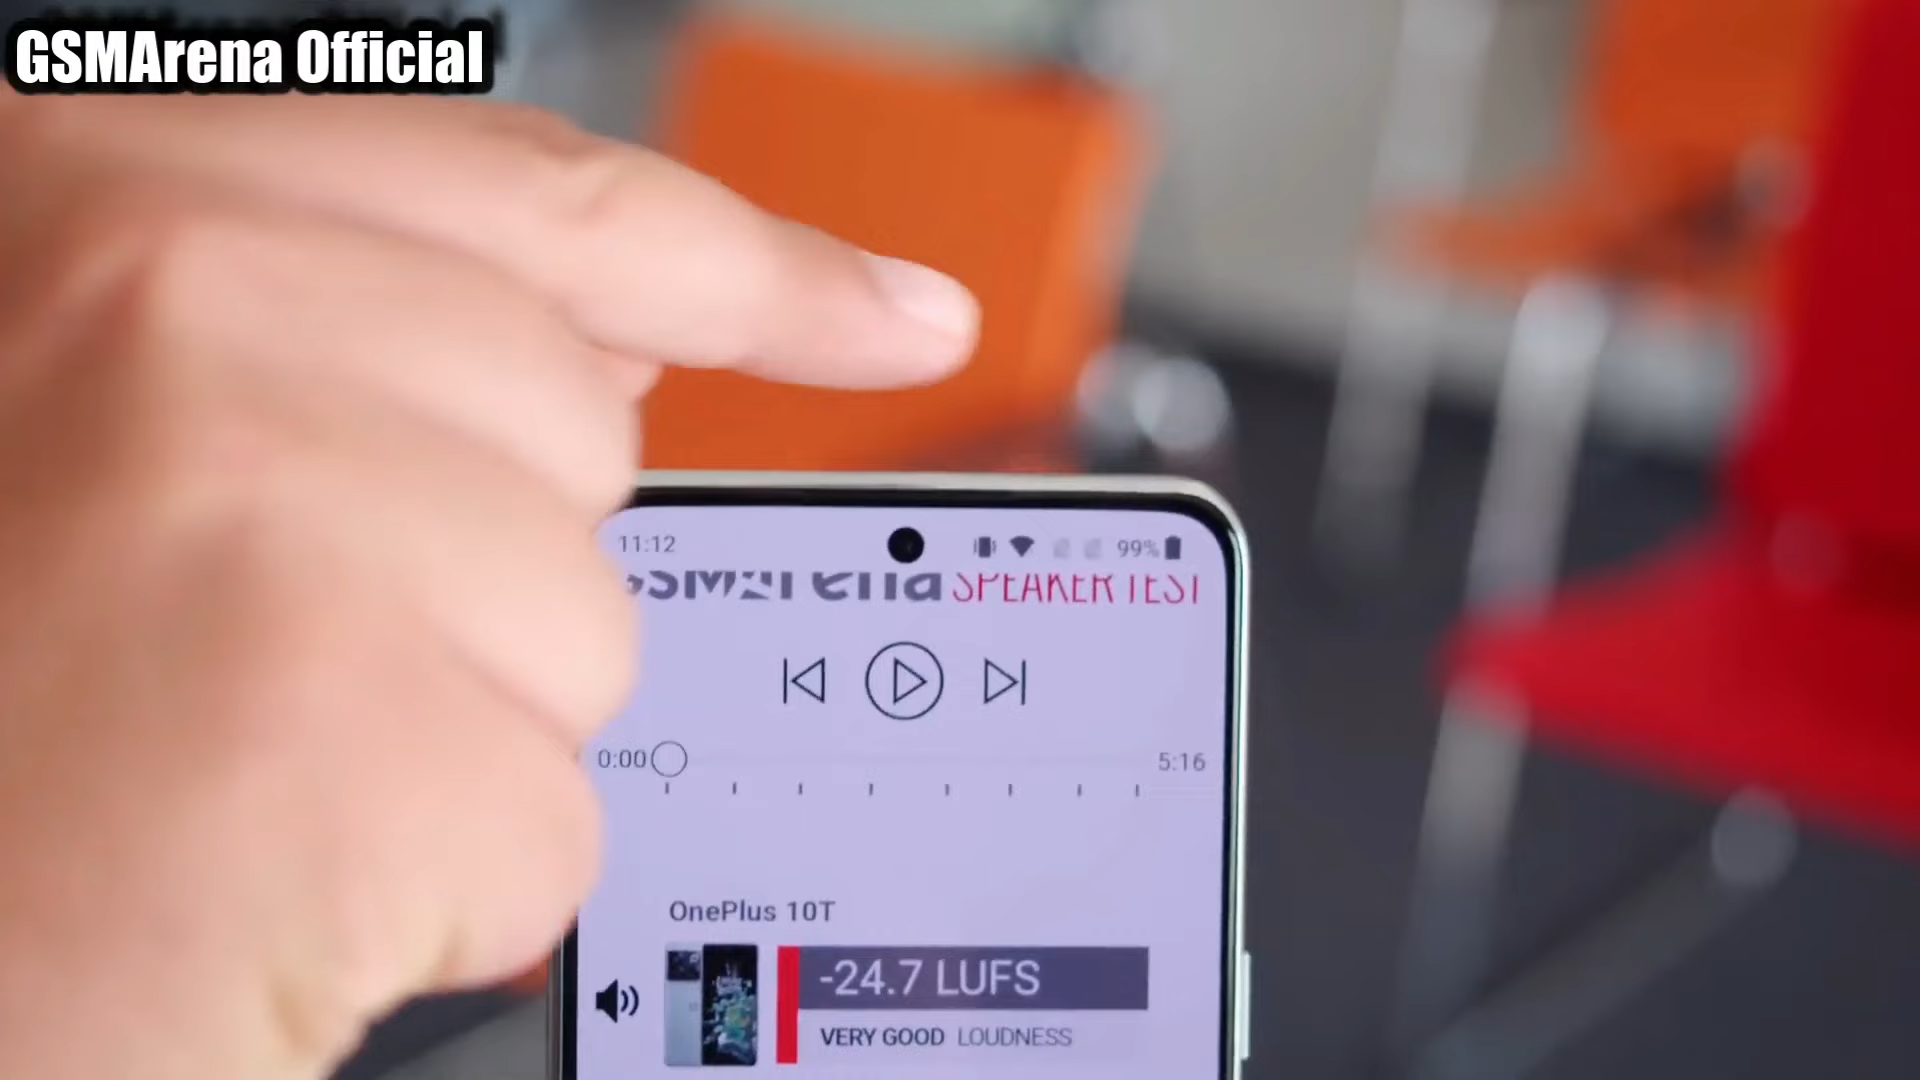 GSMArena Official
11:12
99%
GSMArena SPEAKER TEST
0:00
5:16
OnePlus 10T
-24.7 LUFS
VERY GOOD LOUDNESS